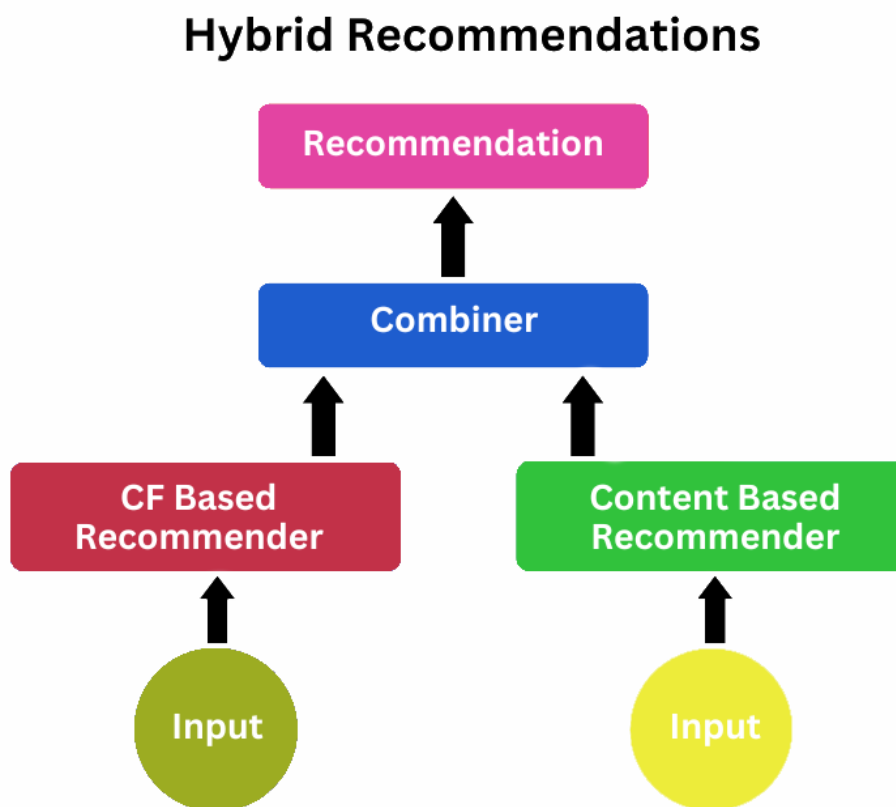 Hybrid Recommendations
Recommendation
Combiner
CF Based
Recommender
Content Based
Recommender
Input
Input